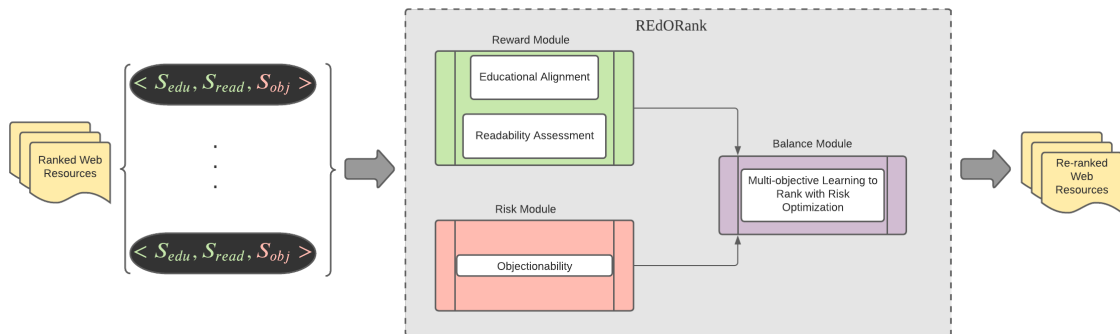 REdORank
Ranked Web
Resources
< S_edu, S_read, S_obj >
.
.
.
< S_edu, S_read, S_obj >
Reward Module
Educational Alignment
Readability Assessment
Risk Module
Objectionability
Balance Module
Multi-objective Learning to
Rank with Risk
Optimization
Re-ranked
Web
Resources